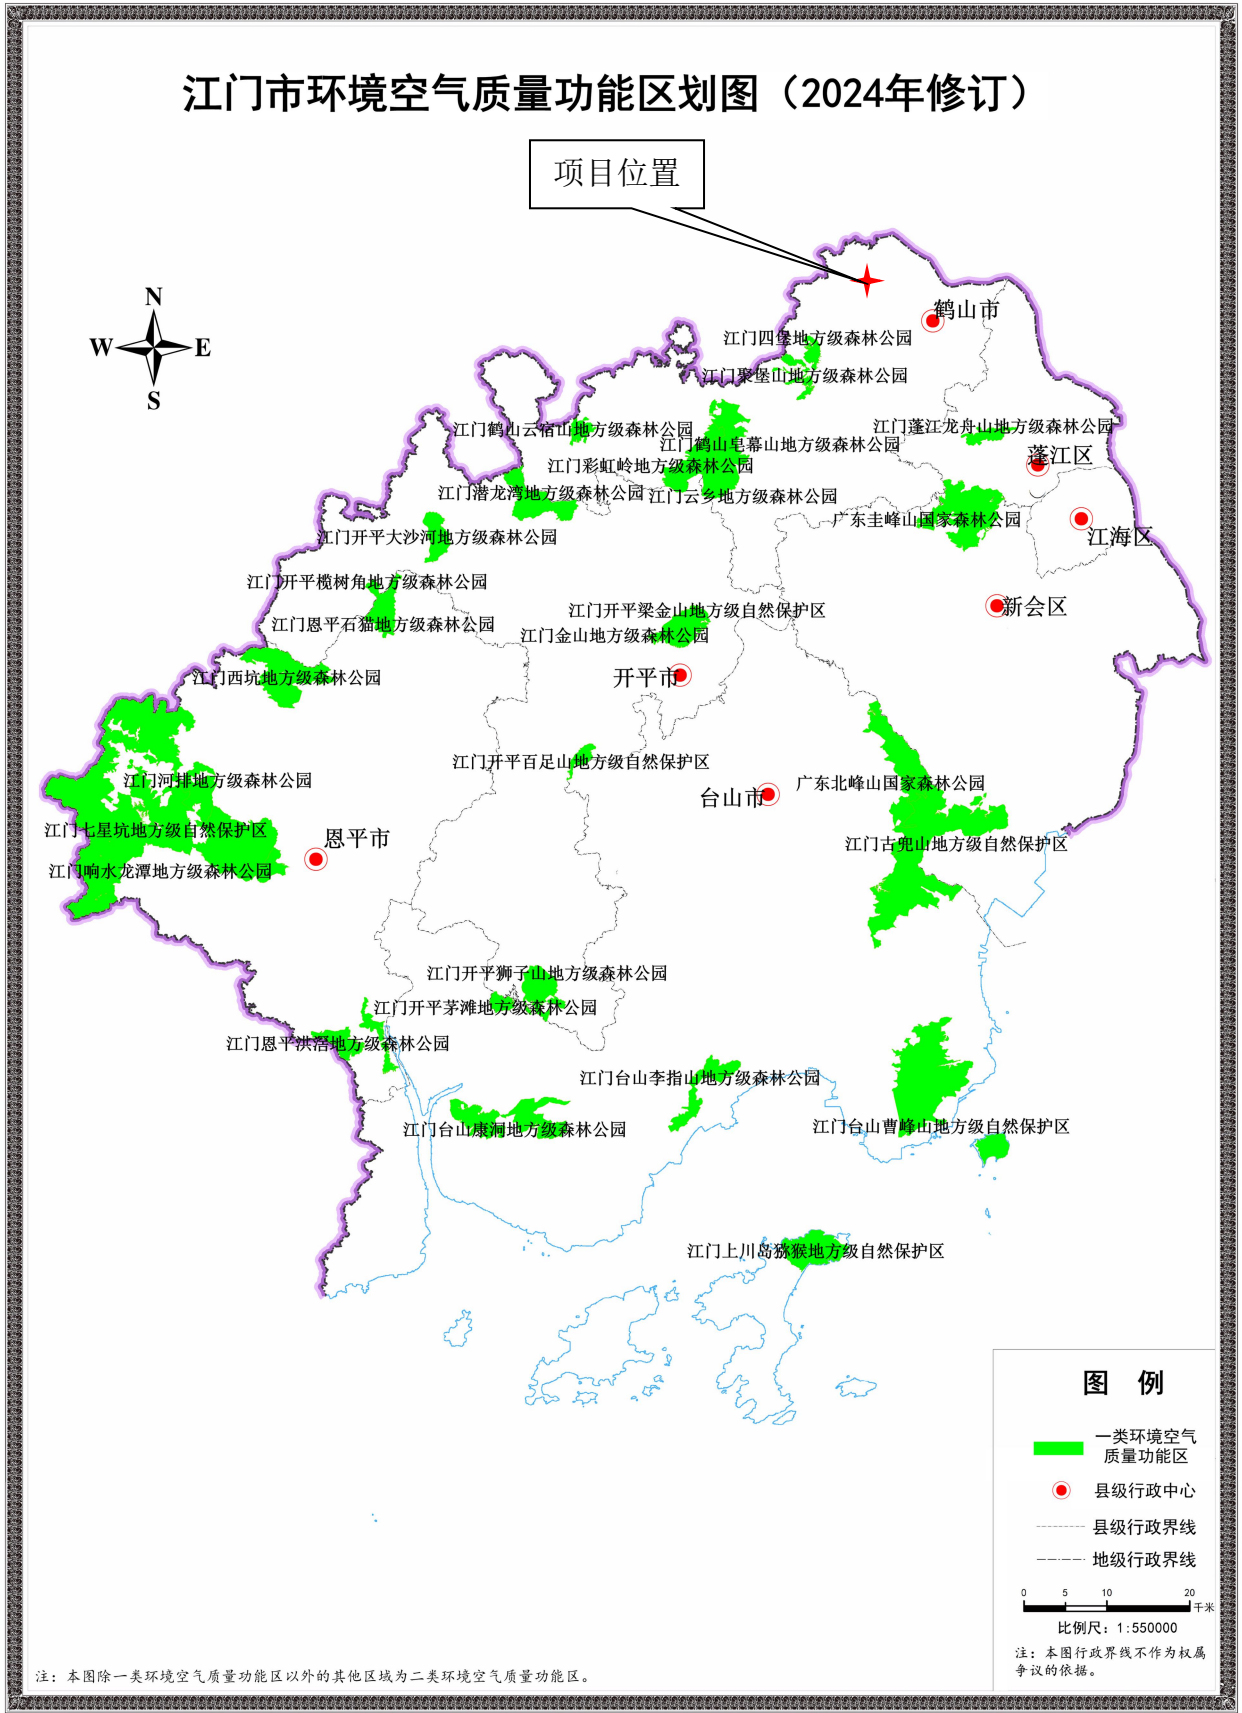 江门市环境空气质量功能区划图（2024年修订）
项目位置
N
W
E
S
鹤山市
江门四堡地方级森林公园
江门聚堡山地方级森林公园
江门蓬江龙舟山地方级森林公园
江门鹤山云宿山地方级森林公园
江门鹤山皂幕山地方级森林公园
蓬江区
江门彩虹岭地方级森林公园
江门潜龙湾地方级森林公园
江门云乡地方级森林公园
广东圭峰山国家森林公园
江海区
江门开平大沙河地方级森林公园
江门开平榄树角地方级森林公园
新会区
江门开平梁金山地方级自然保护区
江门恩平石猫地方级森林公园
江门金山地方级森林公园
江门西坑地方级森林公园
开平市
江门开平百足山地方级自然保护区
江门河排地方级森林公园
广东北峰山国家森林公园
台山市
江门七星坑地方级自然保护区
恩平市
江门古兜山地方级自然保护区
江门响水龙潭地方级森林公园
江门开平狮子山地方级森林公园
江门开平茅滩地方级森林公园
江门恩平洪滘地方级森林公园
江门台山李指山地方级森林公园
江门台山康洞地方级森林公园
江门台山曹峰山地方级自然保护区
江门上川岛猕猴地方级自然保护区
图 例
一类环境空气
质量功能区
县级行政中心
县级行政界线
地级行政界线
0 5 10 20
千米
比例尺：1:550000
注：本图行政界线不作为权属
争议的依据。
注：本图除一类环境空气质量功能区以外的其他区域为二类环境空气质量功能区。